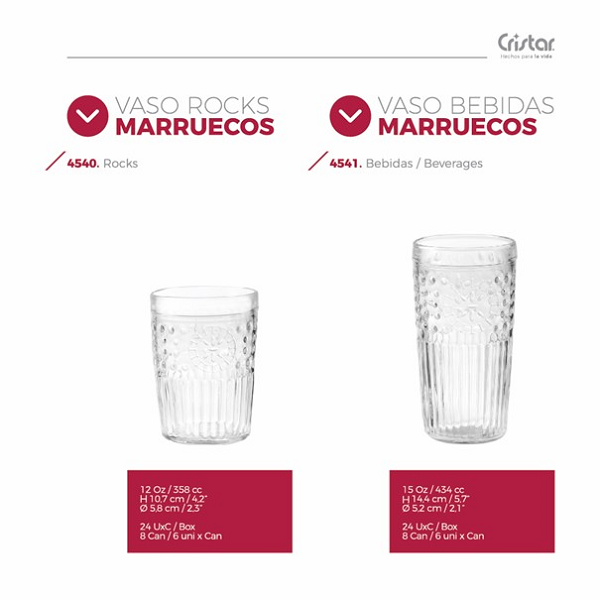 Cristar
hechos para la vida
VASO ROCKS
MARRUECOS
4540. Rocks
VASO BEBIDAS
MARRUECOS
4541. Bebidas / Beverages
12 Oz / 358 cc
H 10,7 cm / 4,2"
Ø 5,8 cm / 2,3"
24 UxC / Box
8 Can / 6 uni x Can
15 Oz / 434 cc
H 14,4 cm / 5,7"
Ø 5,2 cm / 2,1"
24 UxC / Box
8 Can / 6 uni x Can